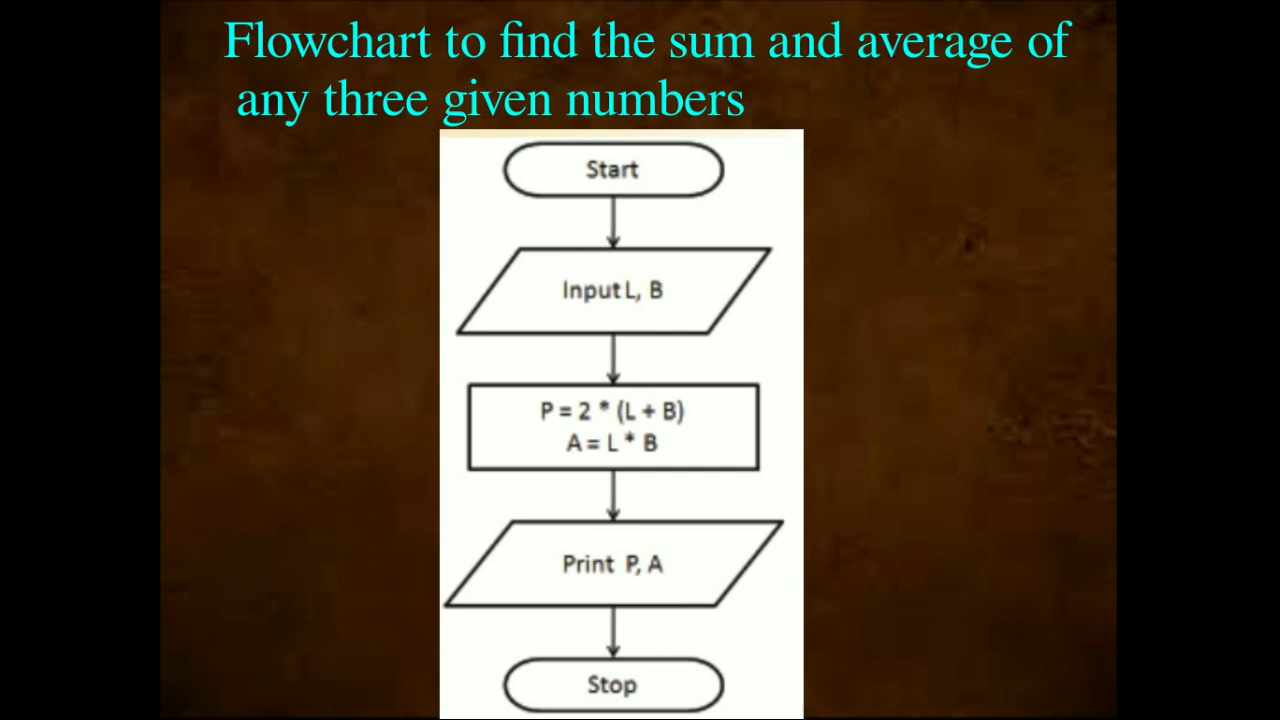 Flowchart to find the sum and average of
any three given numbers
Start
Input L, B
P = 2 * (L + B)
A = L * B
Print P, A
Stop